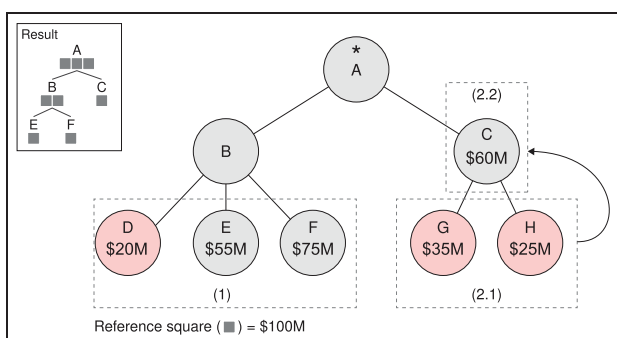 Result
A
B C
E F
*
A
(2.2)
B
C
$60M
D
$20M
E
$55M
F
$75M
G
$35M
H
$25M
(1)
(2.1)
Reference square ( ■ ) = $100M